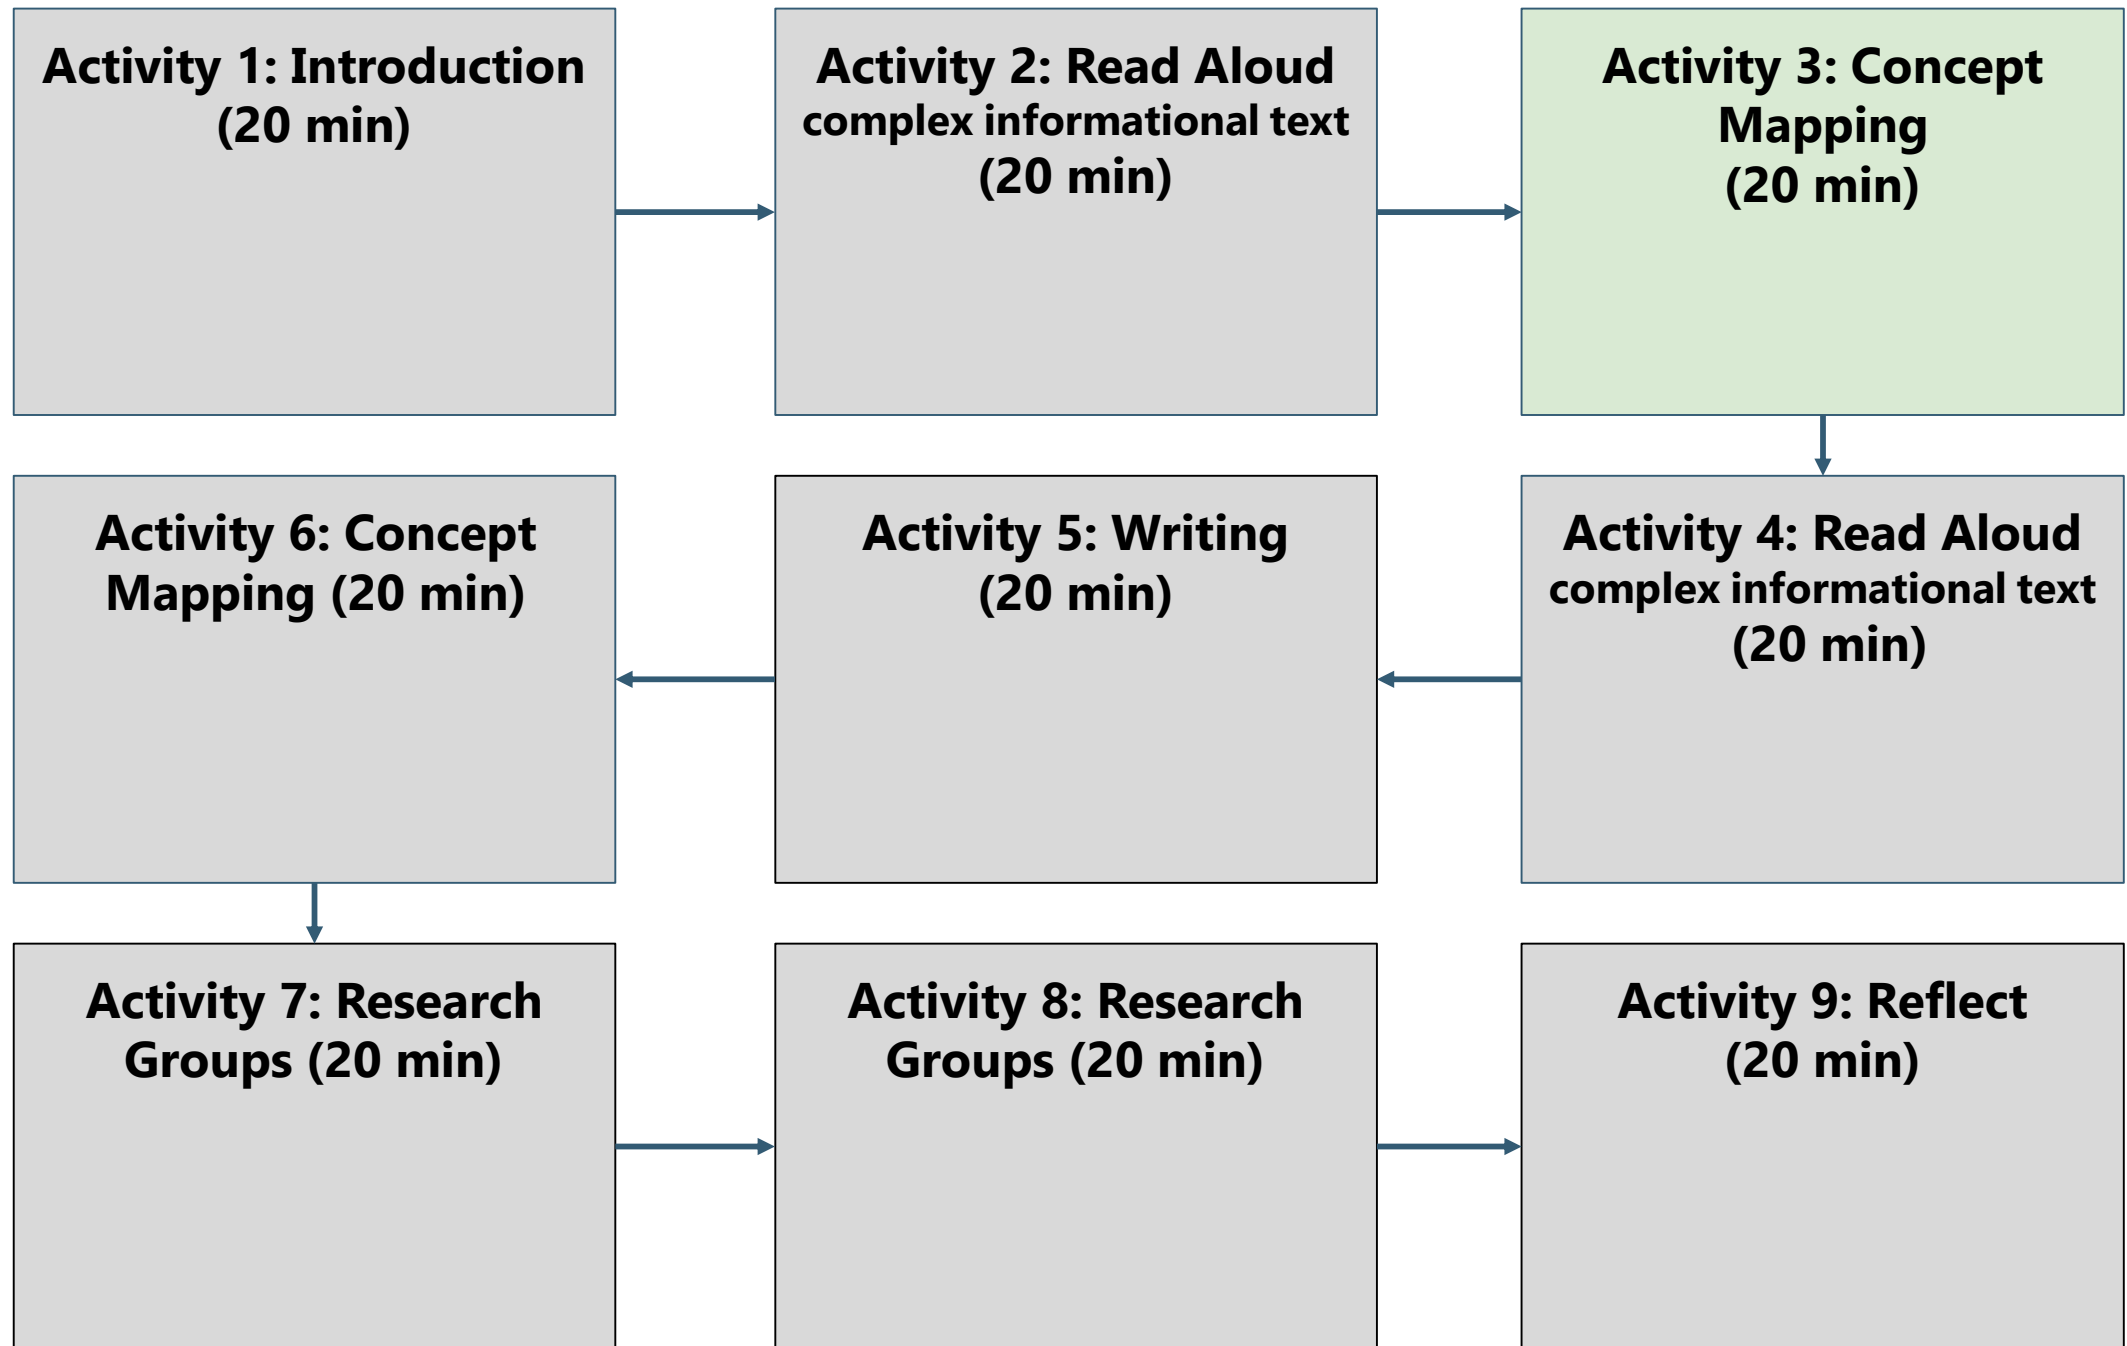 Activity 1: Introduction
(20 min)
Activity 2: Read Aloud
complex informational text
(20 min)
Activity 3: Concept
Mapping
(20 min)
Activity 6: Concept
Mapping (20 min)
Activity 5: Writing
(20 min)
Activity 4: Read Aloud
complex informational text
(20 min)
Activity 7: Research
Groups (20 min)
Activity 8: Research
Groups (20 min)
Activity 9: Reflect
(20 min)